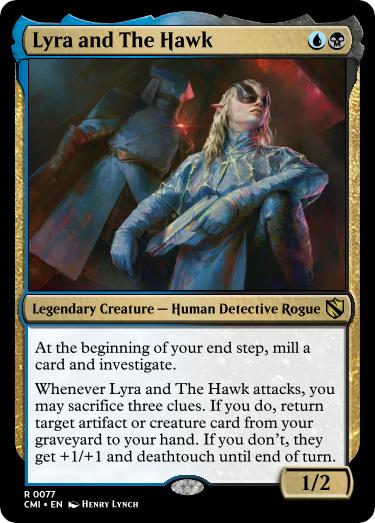 Lyra and The Hawk
Legendary Creature — Human Detective Rogue
At the beginning of your end step, mill a
card and investigate.
Whenever Lyra and The Hawk attacks, you
may sacrifice three clues. If you do, return
target artifact or creature card from your
graveyard to your hand. If you don't, they
get +1/+1 and deathtouch until end of turn.
1/2
R 0077
CMI • EN Henry Lynch